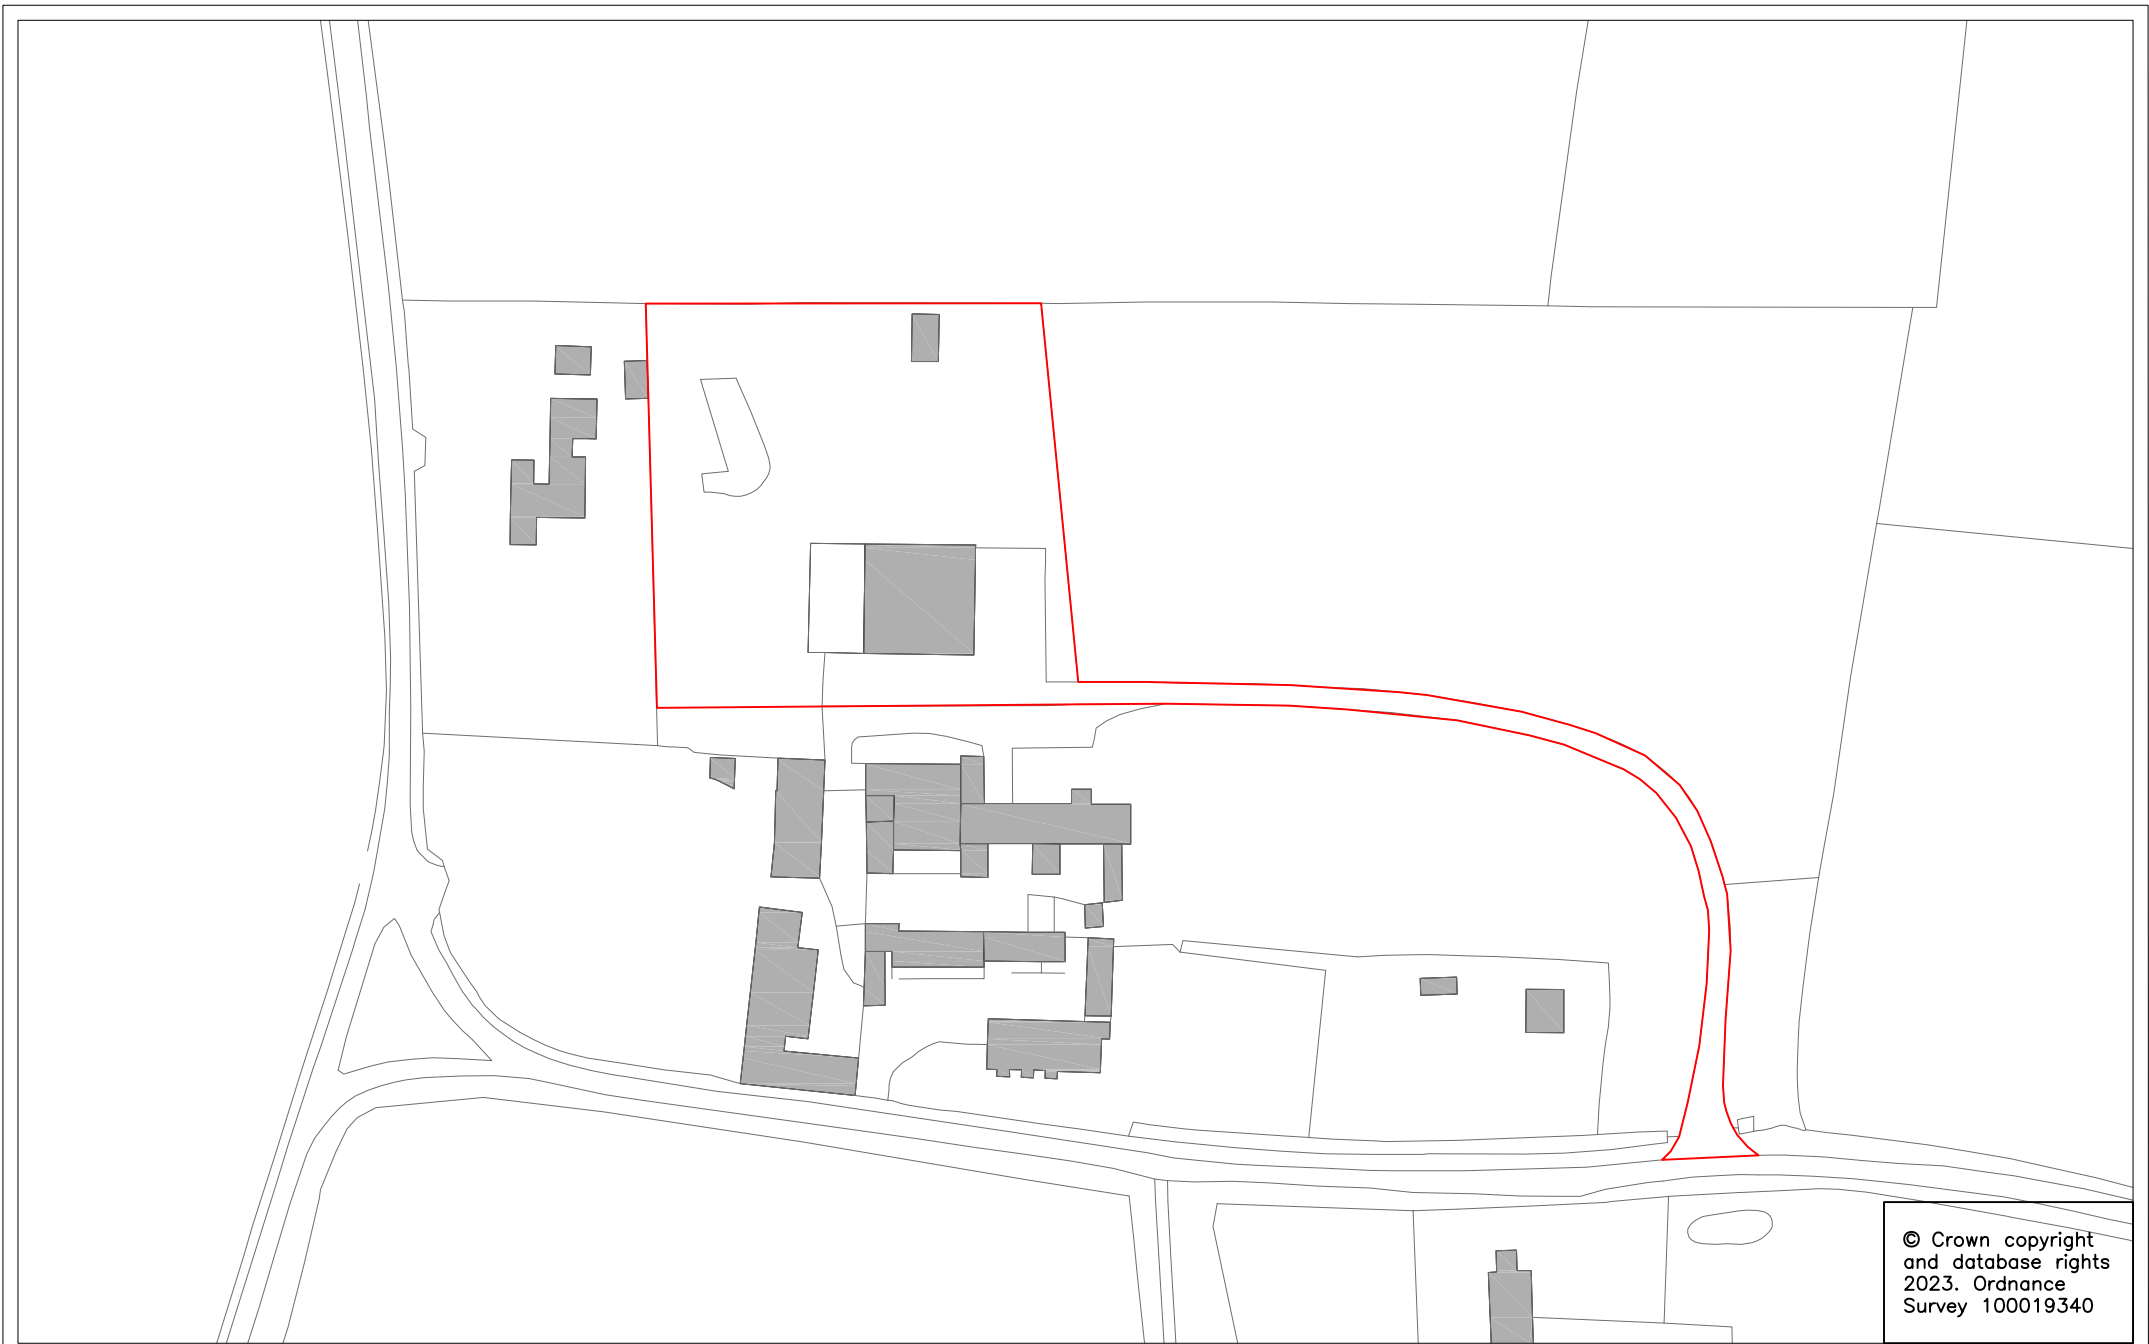 © Crown copyright
and database rights
2023. Ordnance
Survey 100019340